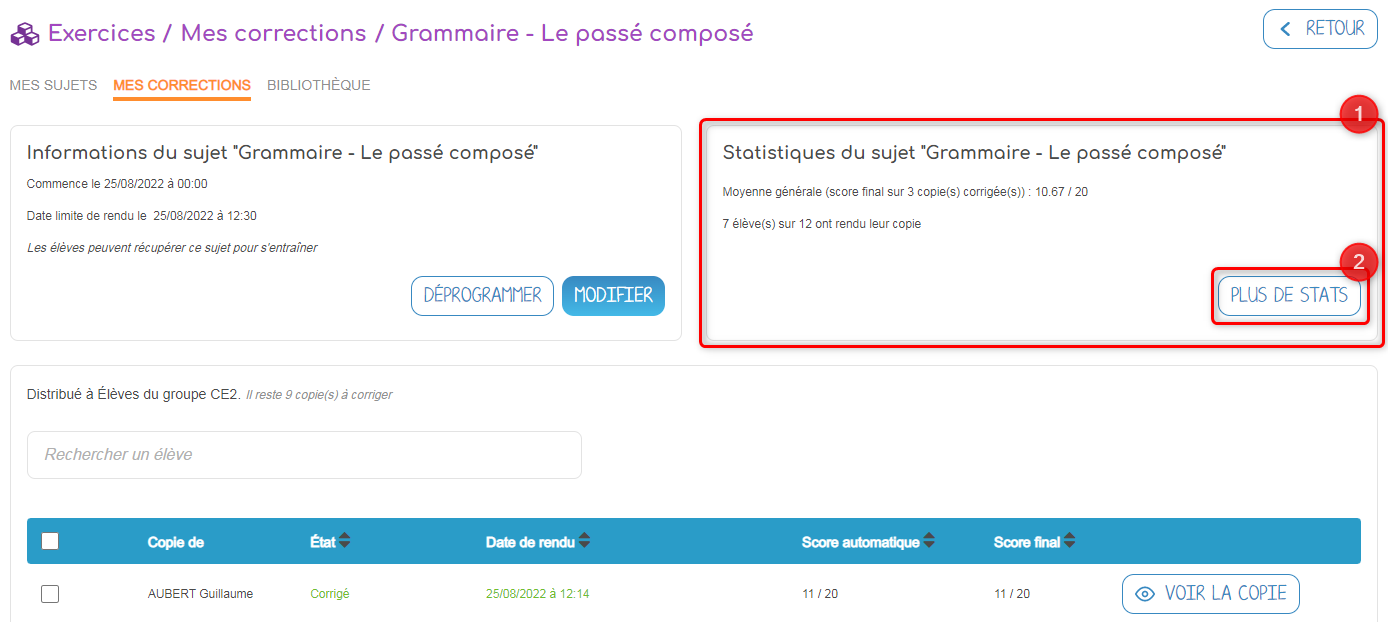 Exercices / Mes corrections / Grammaire - Le passé composé
RETOUR
MES SUJETS MES CORRECTIONS BIBLIOTHÈQUE
1
Informations du sujet "Grammaire - Le passé composé"
Commence le 25/08/2022 à 00:00
Date limite de rendu le 25/08/2022 à 12:30
Les élèves peuvent récupérer ce sujet pour s'entraîner
DÉPROGRAMMER MODIFIER
Statistiques du sujet "Grammaire - Le passé composé"
Moyenne générale (score final sur 3 copie(s) corrigée(s)) : 10.67 / 20
7 élève(s) sur 12 ont rendu leur copie
2
PLUS DE STATS
Distribué à Élèves du groupe CE2. Il reste 9 copie(s) à corriger
Rechercher un élève
Copie de État Date de rendu Score automatique Score final
AUBERT Guillaume Corrigé 25/08/2022 à 12:14 11 / 20 11 / 20 VOIR LA COPIE